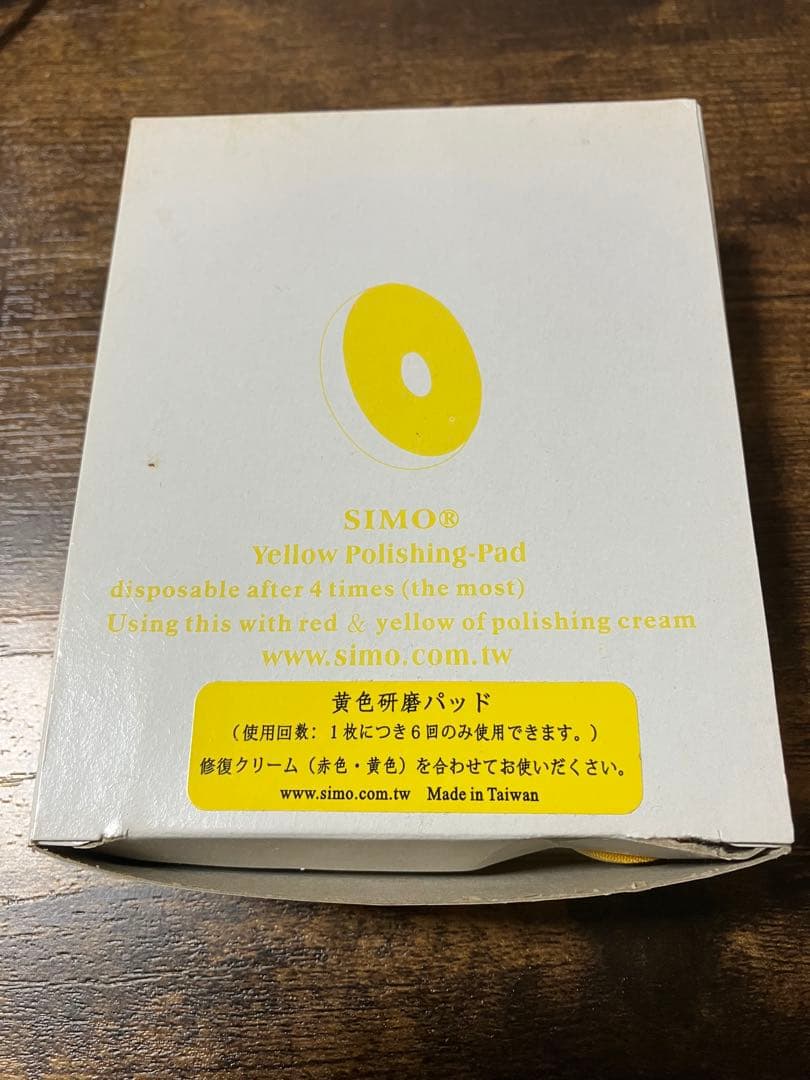 SIMO®
Yellow Polishing-Pad
disposable after 4 times (the most)
Using this with red & yellow of polishing cream
www.simo.com.tw
黄色研磨パッド
（使用回数：１枚につき６回のみ使用できます。）
修復クリーム（赤色・黄色）を合わせてお使いだくさい。
www.simo.com.tw Made in Taiwan